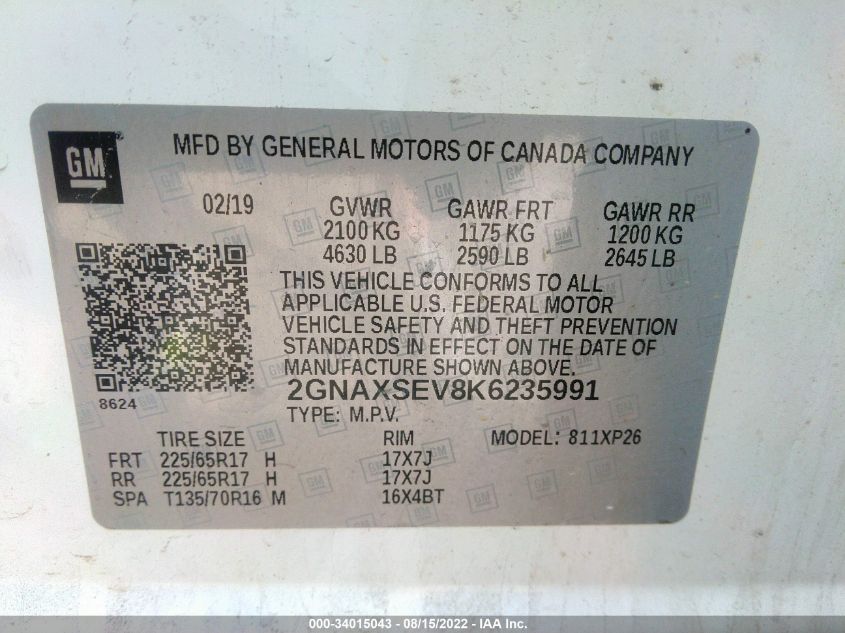 GM
MFD BY GENERAL MOTORS OF CANADA COMPANY
02/19 GVWR GAWR FRT GAWR RR
2100 KG 1175 KG 1200 KG
4630 LB 2590 LB 2645 LB
THIS VEHICLE CONFORMS TO ALL
APPLICABLE U.S. FEDERAL MOTOR
VEHICLE SAFETY AND THEFT PREVENTION
STANDARDS IN EFFECT ON THE DATE OF
MANUFACTURE SHOWN ABOVE.
8624 2GNAXSEV8K6235991
TYPE: M.P.V.
TIRE SIZE RIM MODEL: 811XP26
FRT 225/65R17 H 17X7J
RR 225/65R17 H 17X7J
SPA T135/70R16 M 16X4BT
000-34015043 - 08/15/2022 - IAA Inc.